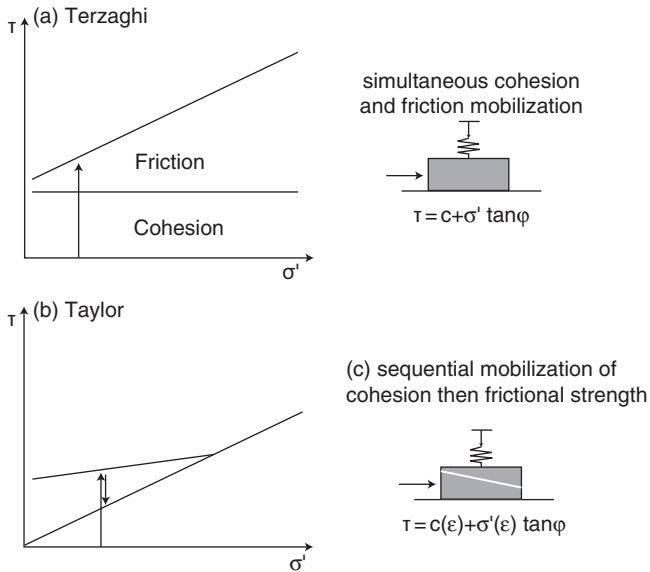 (a) Terzaghi
τ
simultaneous cohesion
and friction mobilization
Friction
Cohesion
τ = c+σ' tanφ
σ'
(b) Taylor
τ
(c) sequential mobilization of
cohesion then frictional strength
τ = c(ε)+σ'(ε) tanφ
σ'